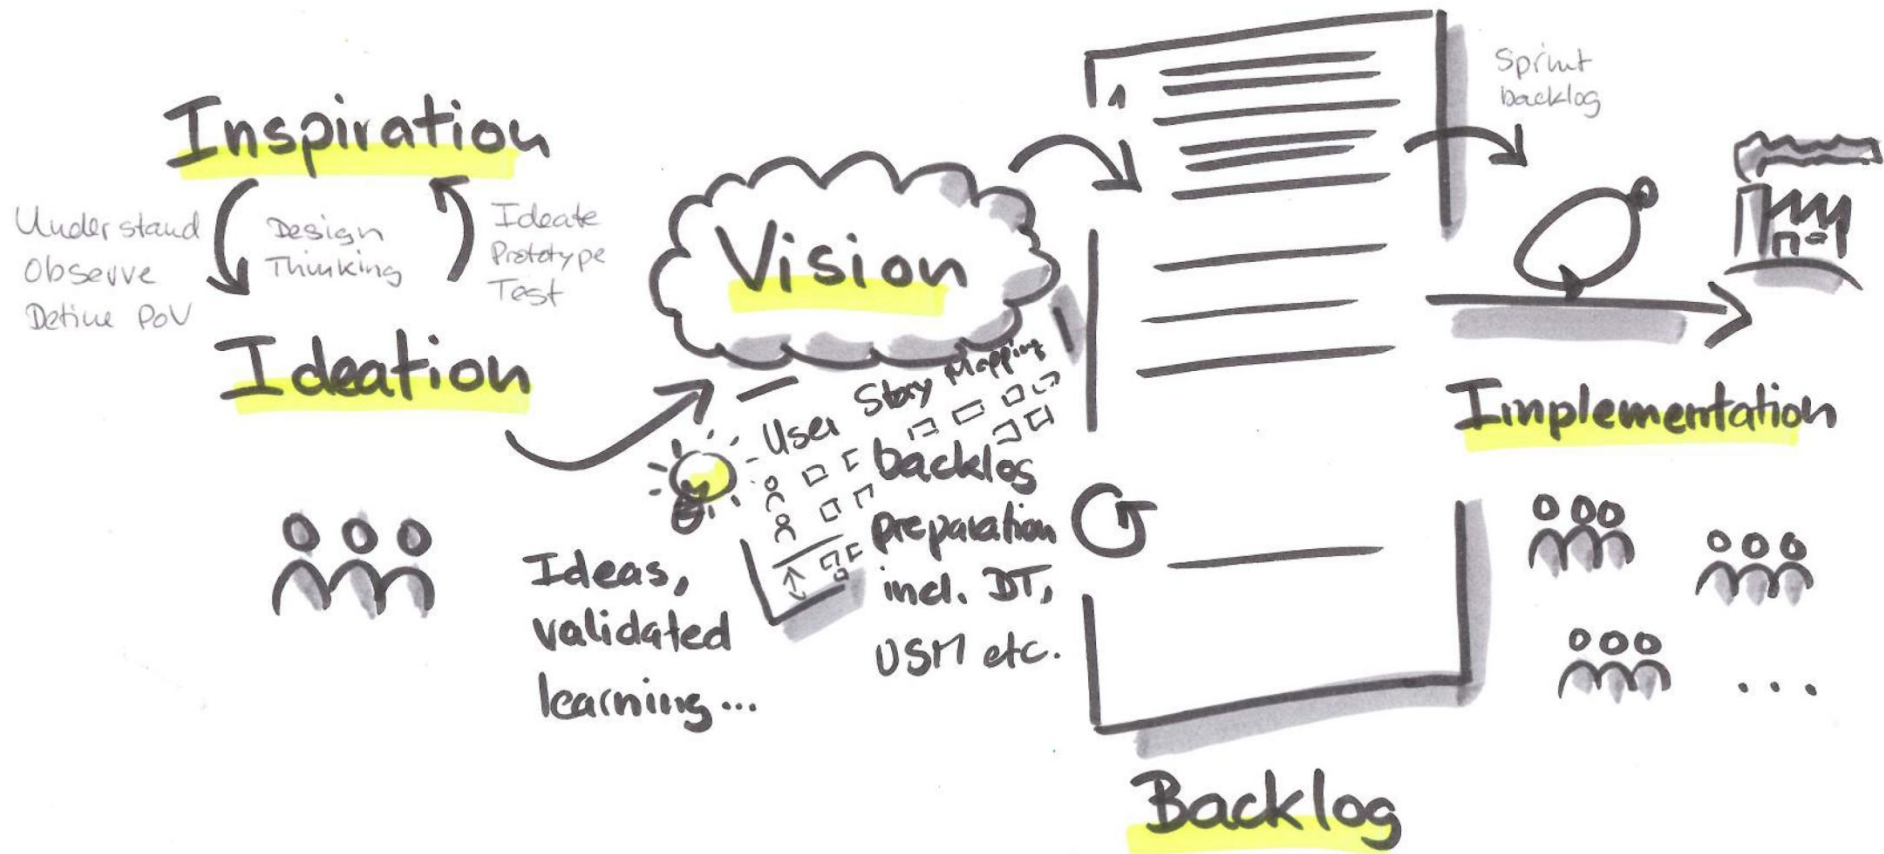 Inspiration
Understand
Observe
Define PoV
Design
Thinking
Ideate
Prototype
Test
Ideation
Vision
User Story Mapping
Ideas,
validated
learning...
backlog
preparation
incl. DT,
USM etc.
1
Backlog
Sprint
backlog
Implementation
...